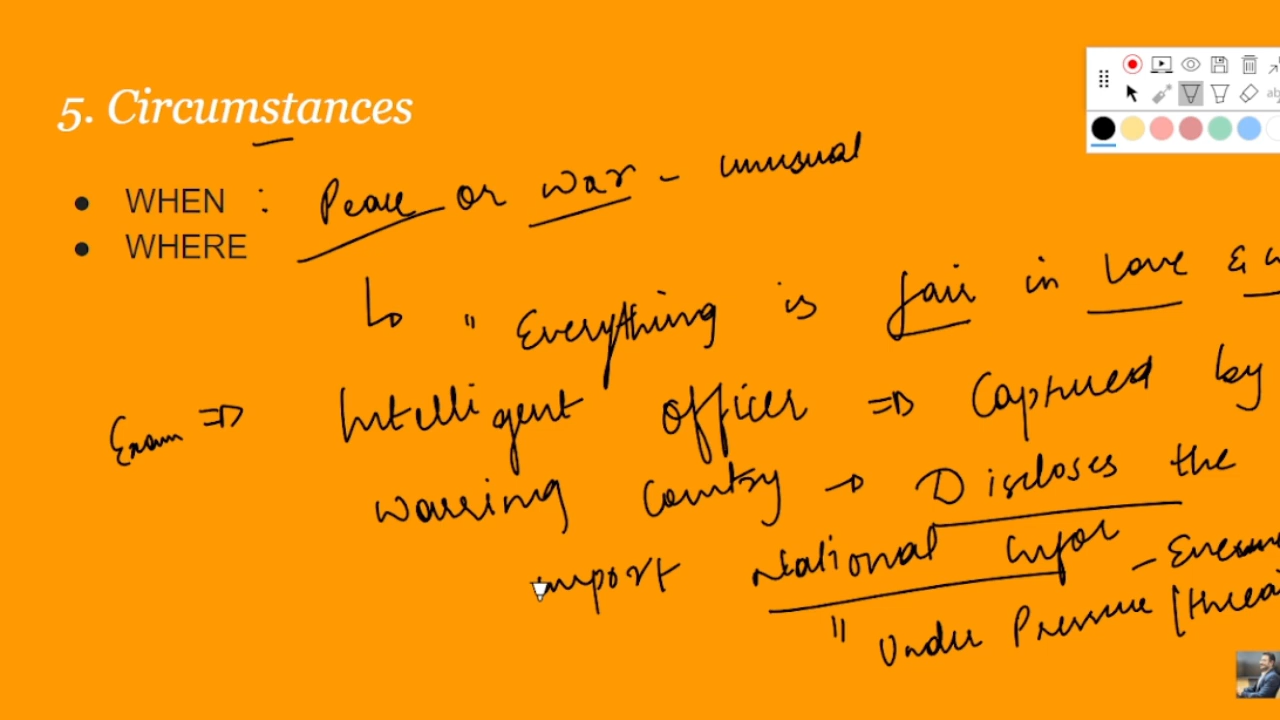 5. Circumstances
● WHEN : Peace or war - unusual
● WHERE
" Everything is fair in Love & w
Exam ⇒ Intelligent officer ⇒ Captured by
warring Country → Discloses the
import National infor
" Under Pressure / threa